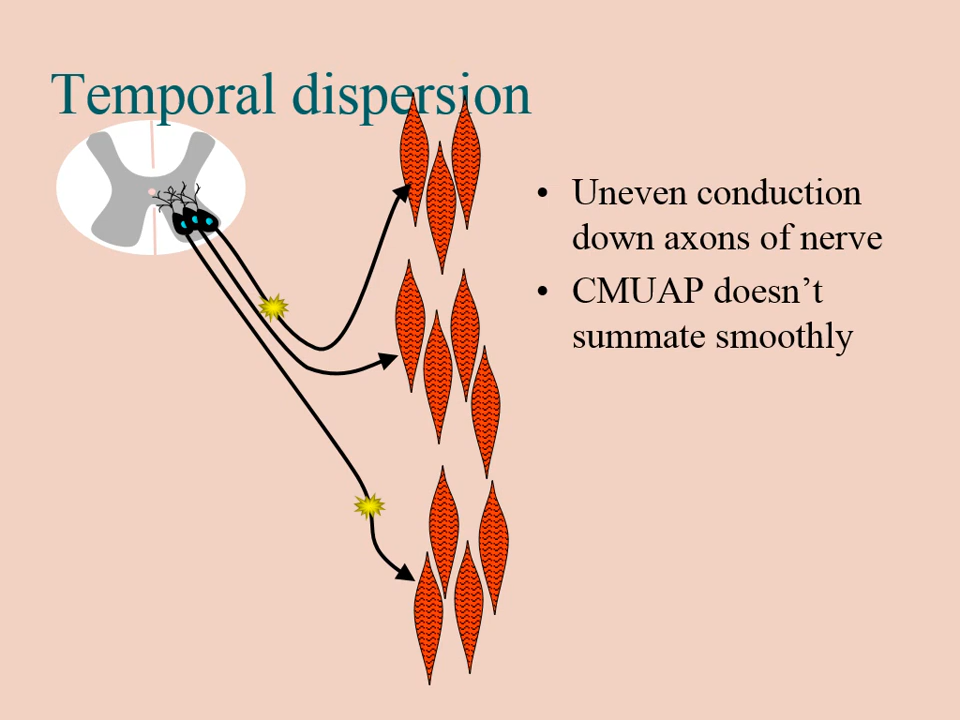 Temporal dispersion
• Uneven conduction
down axons of nerve
• CMUAP doesn’t
summate smoothly